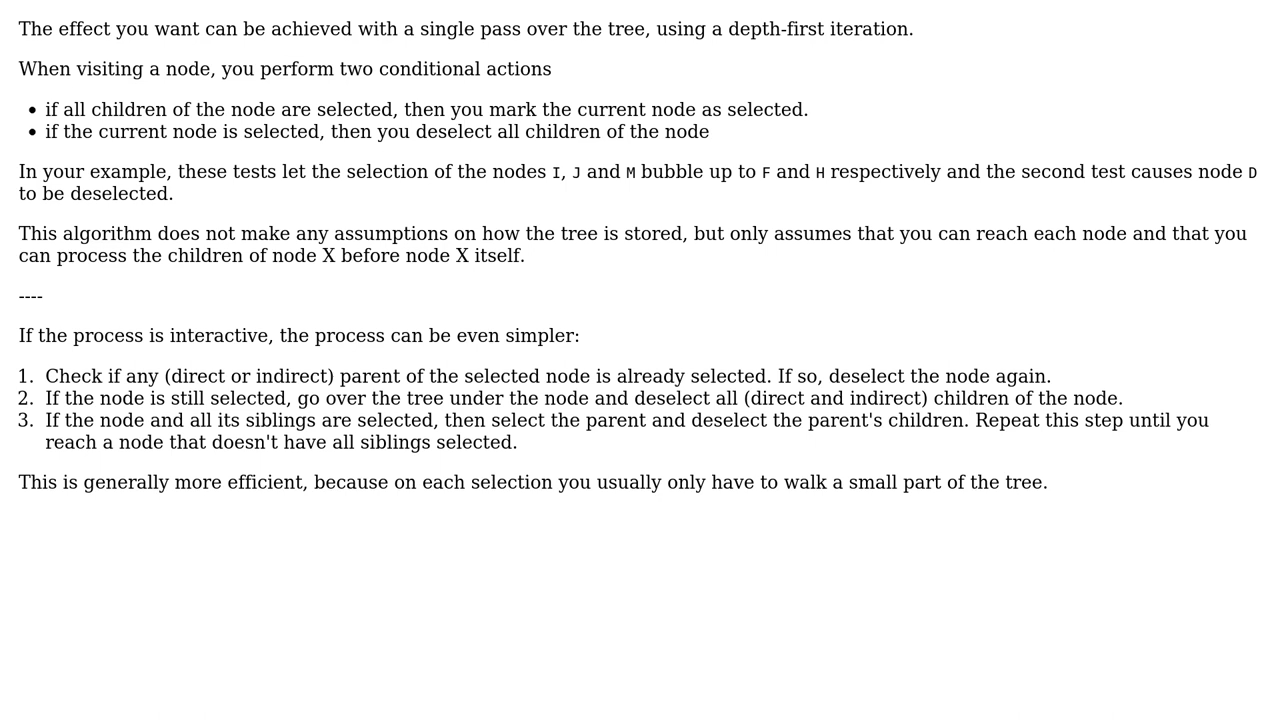 The effect you want can be achieved with a single pass over the tree, using a depth-first iteration.
When visiting a node, you perform two conditional actions
• if all children of the node are selected, then you mark the current node as selected.
• if the current node is selected, then you deselect all children of the node
In your example, these tests let the selection of the nodes I, J and M bubble up to F and H respectively and the second test causes node D
to be deselected.
This algorithm does not make any assumptions on how the tree is stored, but only assumes that you can reach each node and that you
can process the children of node X before node X itself.
----
If the process is interactive, the process can be even simpler:
1. Check if any (direct or indirect) parent of the selected node is already selected. If so, deselect the node again.
2. If the node is still selected, go over the tree under the node and deselect all (direct and indirect) children of the node.
3. If the node and all its siblings are selected, then select the parent and deselect the parent's children. Repeat this step until you
reach a node that doesn't have all siblings selected.
This is generally more efficient, because on each selection you usually only have to walk a small part of the tree.